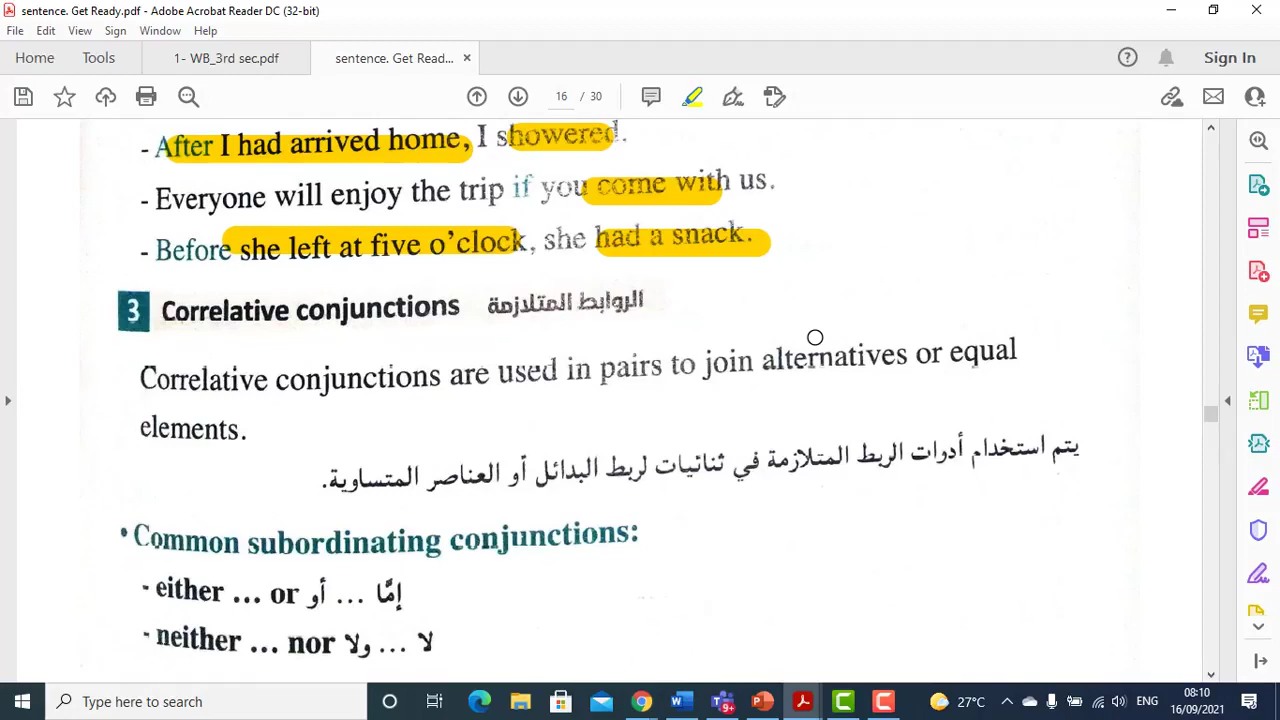 sentence. Get Ready.pdf - Adobe Acrobat Reader DC (32-bit)
File Edit View Sign Window Help
Home Tools 1- WB_3rd sec.pdf sentence. Get Read... × Sign In
16 / 30
- After I had arrived home, I showered.
- Everyone will enjoy the trip if you come with us.
- Before she left at five o'clock, she had a snack.
3 Correlative conjunctions الروابط المتلازمة
Correlative conjunctions are used in pairs to join alternatives or equal
elements.
يتم استخدام أدوات الربط المتلازمة في ثنائيات لربط البدائل أو العناصر المتساوية.
• Common subordinating conjunctions:
- either ... or إمَّا ... أو
- neither ... nor لا ... ولا
Type here to search 9+ 27°C ENG 08:10
16/09/2021